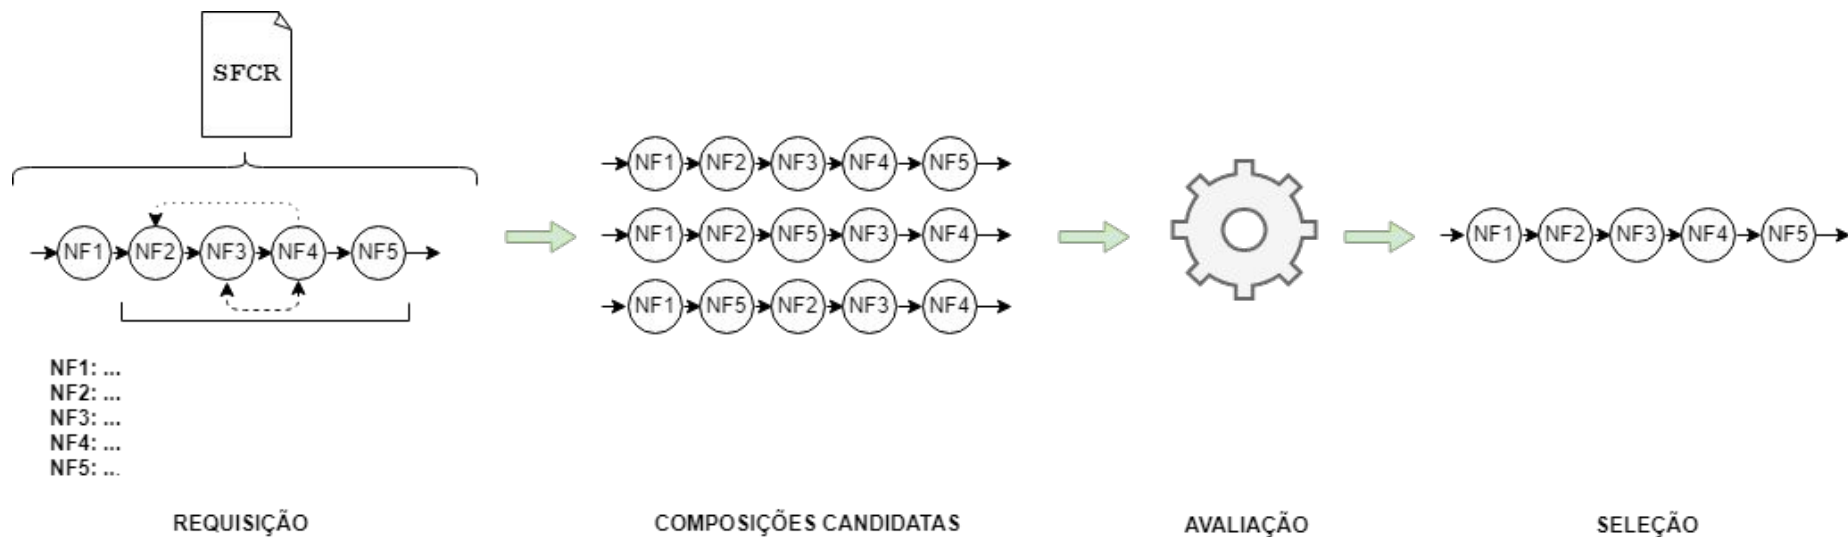 SFCR
NF1 NF2 NF3 NF4 NF5
NF1: ...
NF2: ...
NF3: ...
NF4: ...
NF5: ...
REQUISIÇÃO
NF1 NF2 NF3 NF4 NF5
NF1 NF2 NF5 NF3 NF4
NF1 NF5 NF2 NF3 NF4
COMPOSIÇÕES CANDIDATAS
AVALIAÇÃO
NF1 NF2 NF3 NF4 NF5
SELEÇÃO